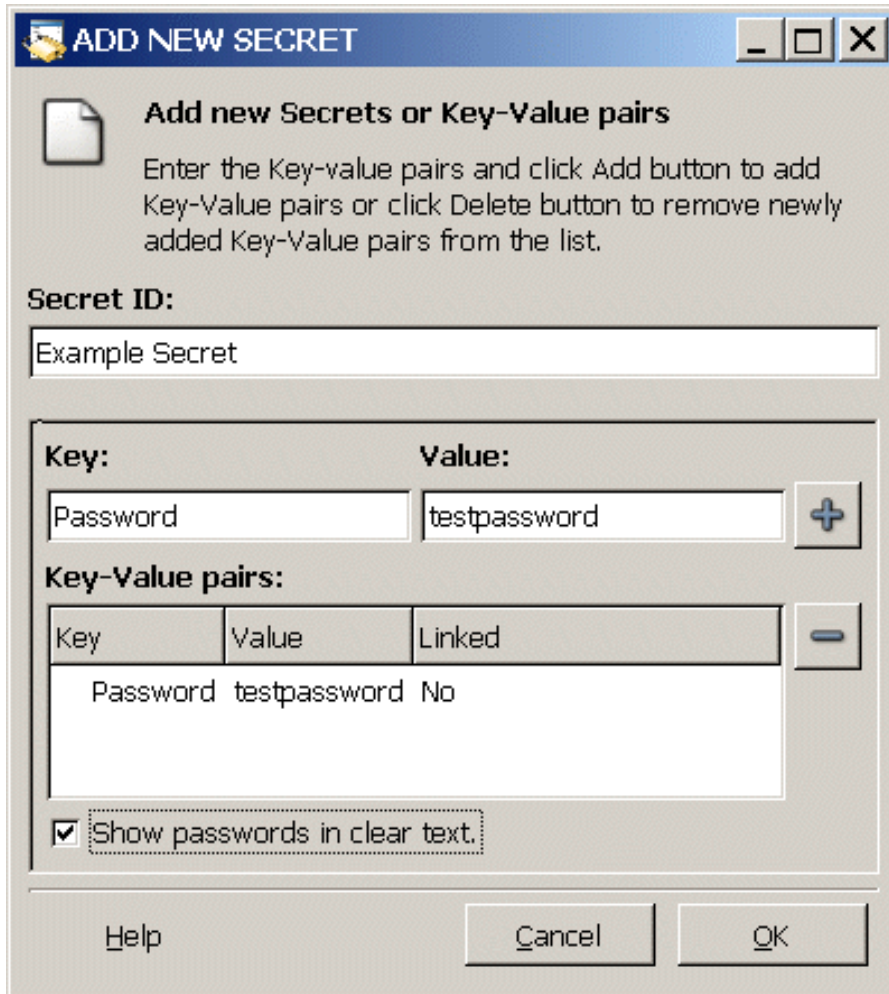 ADD NEW SECRET
Add new Secrets or Key-Value pairs
Enter the Key-value pairs and click Add button to add
Key-Value pairs or click Delete button to remove newly
added Key-Value pairs from the list.
Secret ID:
Example Secret
Key: Value:
Password testpassword
Key-Value pairs:
Key Value Linked
Password testpassword No
Show passwords in clear text.
Help Cancel OK